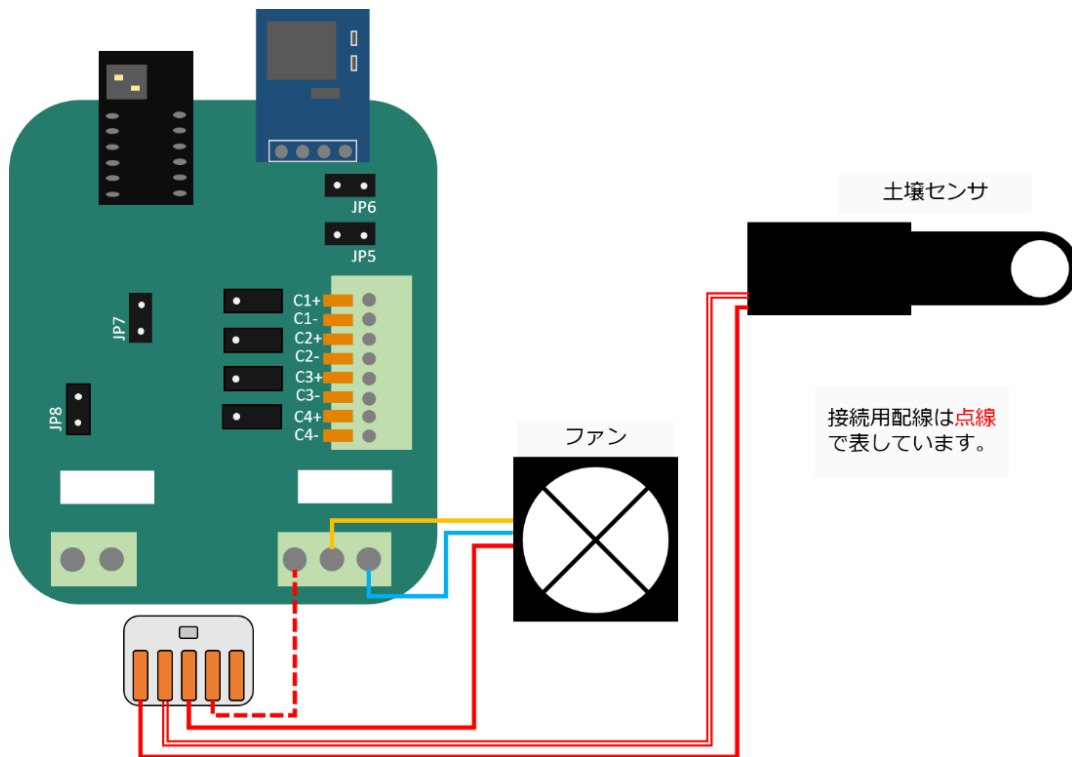 土壌センサ
JP6
JP5
C1+
C1-
C2+
C2-
C3+
C3-
C4+
C4-
JP7
JP8
ファン
接続用配線は点線
で表しています。